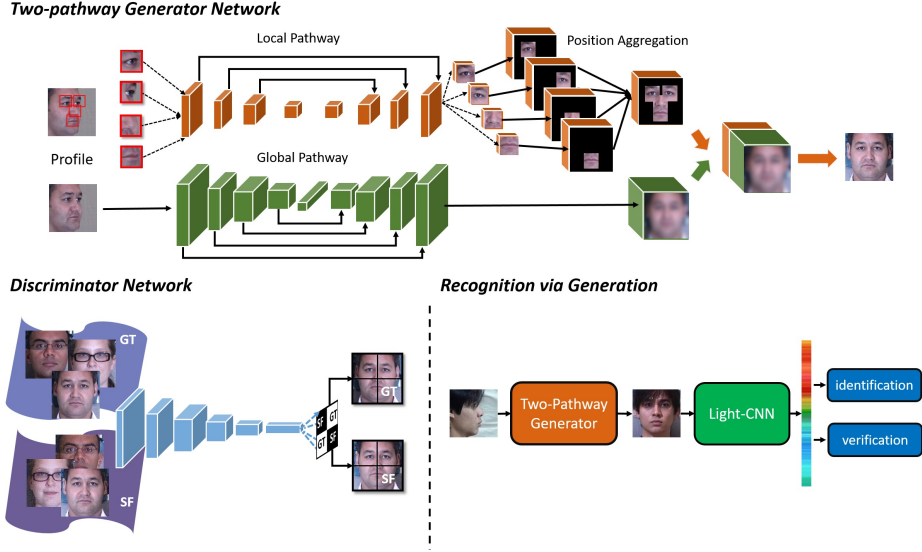 Two-pathway Generator Network
Local Pathway
Position Aggregation
Profile
Global Pathway
Discriminator Network
GT
SF
SF
GT
GT
SF
GT
SF
Recognition via Generation
Two-Pathway
Generator
Light-CNN
identification
verification